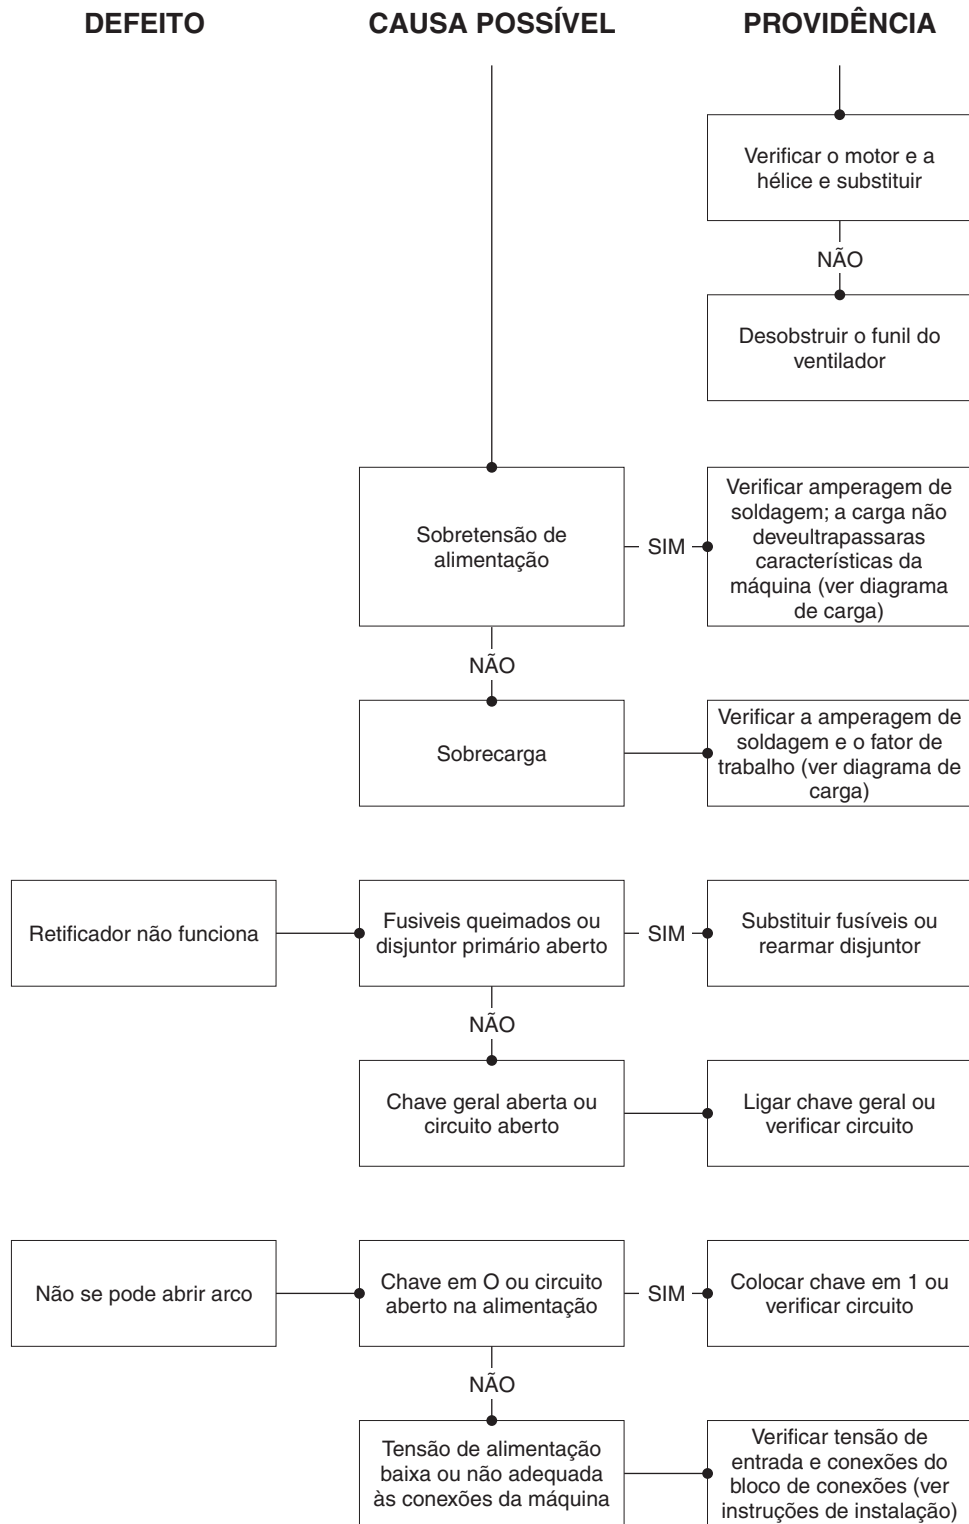 DEFEITO
CAUSA POSSÍVEL
PROVIDÊNCIA
Verificar o motor e a
hélice e substituir
NÃO
Desobstruir o funil do
ventilador
Sobretensão de
alimentação
SIM
Verificar amperagem de
soldagem; a carga não
deveultrapassaras
características da
máquina (ver diagrama
de carga)
NÃO
Sobrecarga
Verificar a amperagem de
soldagem e o fator de
trabalho (ver diagrama de
carga)
Retificador não funciona
Fusiveis queimados ou
disjuntor primário aberto
SIM
Substituir fusíveis ou
rearmar disjuntor
NÃO
Chave geral aberta ou
circuito aberto
Ligar chave geral ou
verificar circuito
Não se pode abrir arco
Chave em O ou circuito
aberto na alimentação
SIM
Colocar chave em 1 ou
verificar circuito
NÃO
Tensão de alimentação
baixa ou não adequada
às conexões da máquina
Verificar tensão de
entrada e conexões do
bloco de conexões (ver
instruções de instalação)